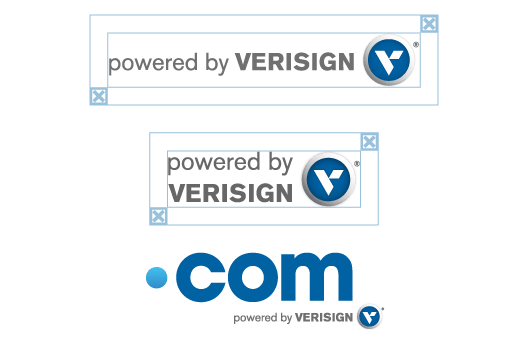 powered by VERISIGN ®
powered by ®
VERISIGN
.com
powered by VERISIGN